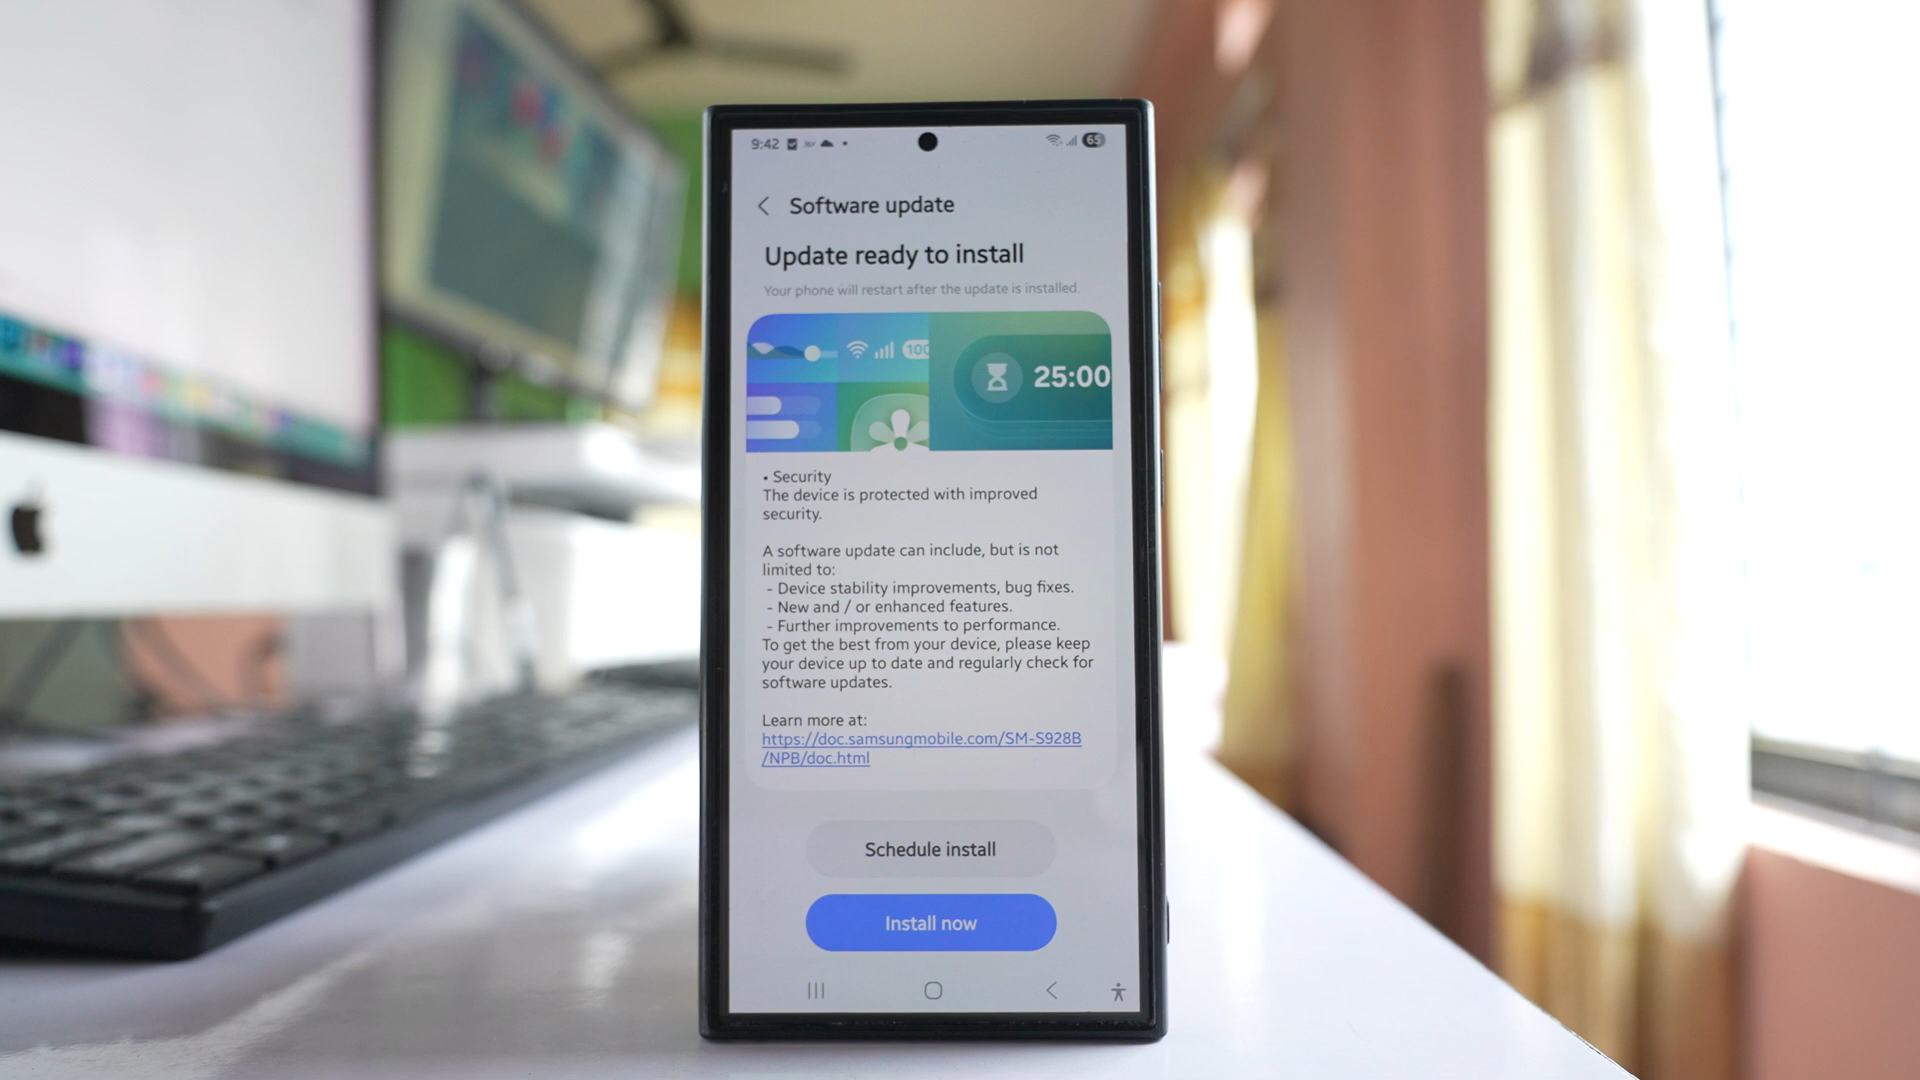 9:42
65
Software update
Update ready to install
Your phone will restart after the update is installed.
100
25:00
• Security
The device is protected with improved
security.
A software update can include, but is not
limited to:
- Device stability improvements, bug fixes.
- New and / or enhanced features.
- Further improvements to performance.
To get the best from your device, please keep
your device up to date and regularly check for
software updates.
Learn more at:
https://doc.samsungmobile.com/SM-S928B
/NPB/doc.html
Schedule install
Install now